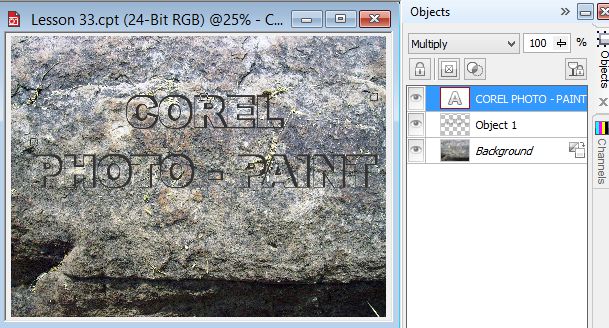 Lesson 33.cpt (24-Bit RGB) @25% - C...
COREL
PHOTO - PAINT
Objects
Multiply
100 %
COREL PHOTO - PAINT
Object 1
Background
Objects
Channels